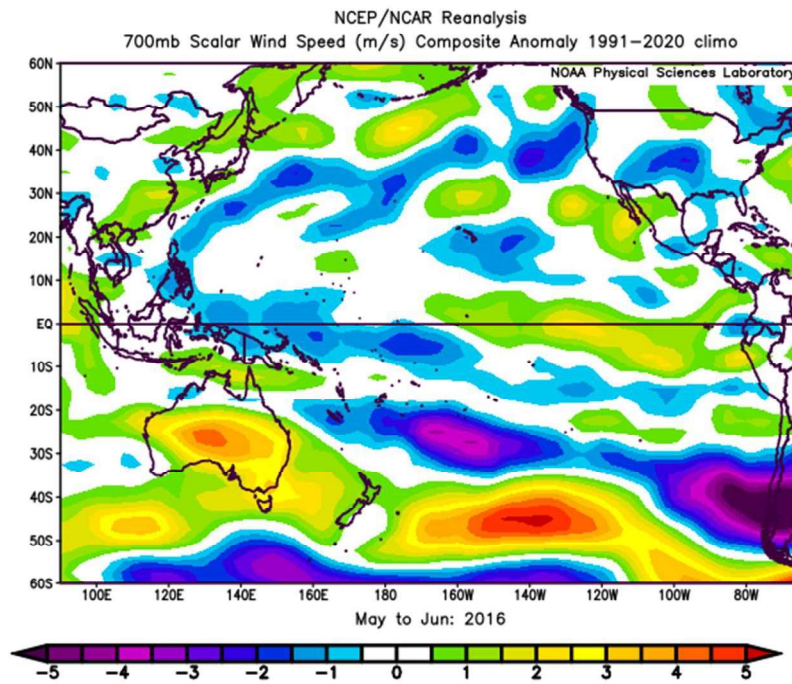 NCEP/NCAR Reanalysis
700mb Scalar Wind Speed (m/s) Composite Anomaly 1991–2020 climo
NOAA Physical Sciences Laboratory
60N
50N
40N
30N
20N
10N
EQ
10S
20S
30S
40S
50S
60S
100E 120E 140E 160E 180 160W 140W 120W 100W 80W
May to Jun: 2016
−5 −4 −3 −2 −1 0 1 2 3 4 5